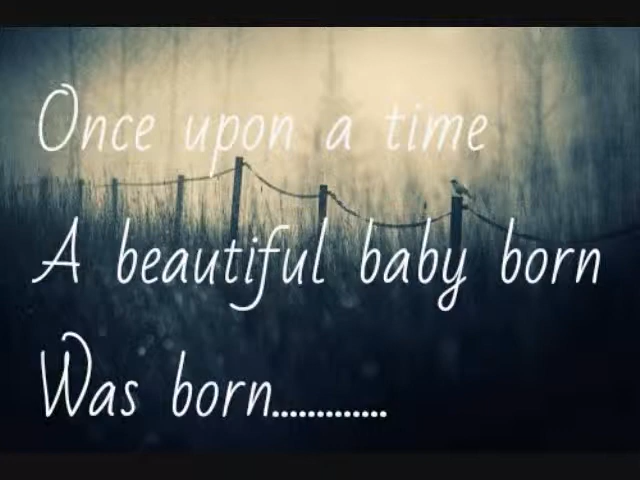 Once upon a time
A beautiful baby born
Was born.............